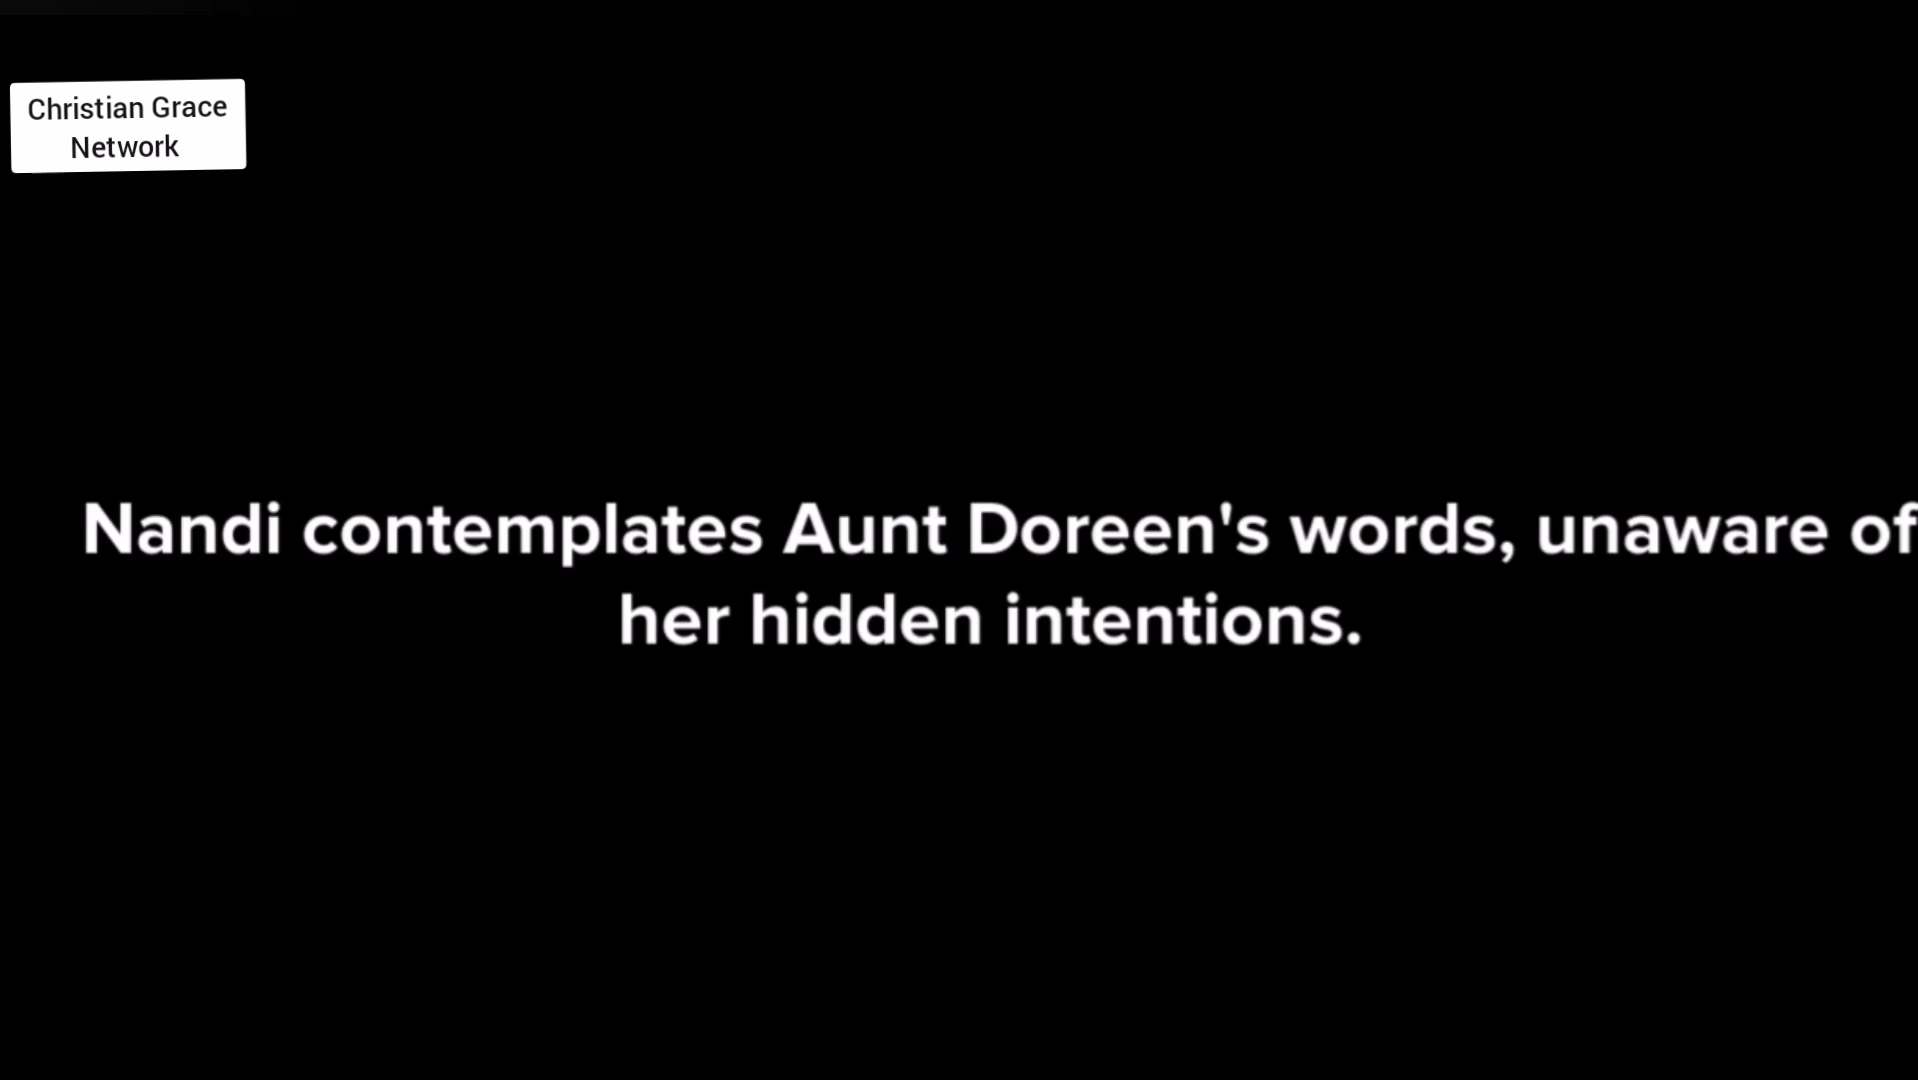 Christian Grace
Network
Nandi contemplates Aunt Doreen's words, unaware of
her hidden intentions.